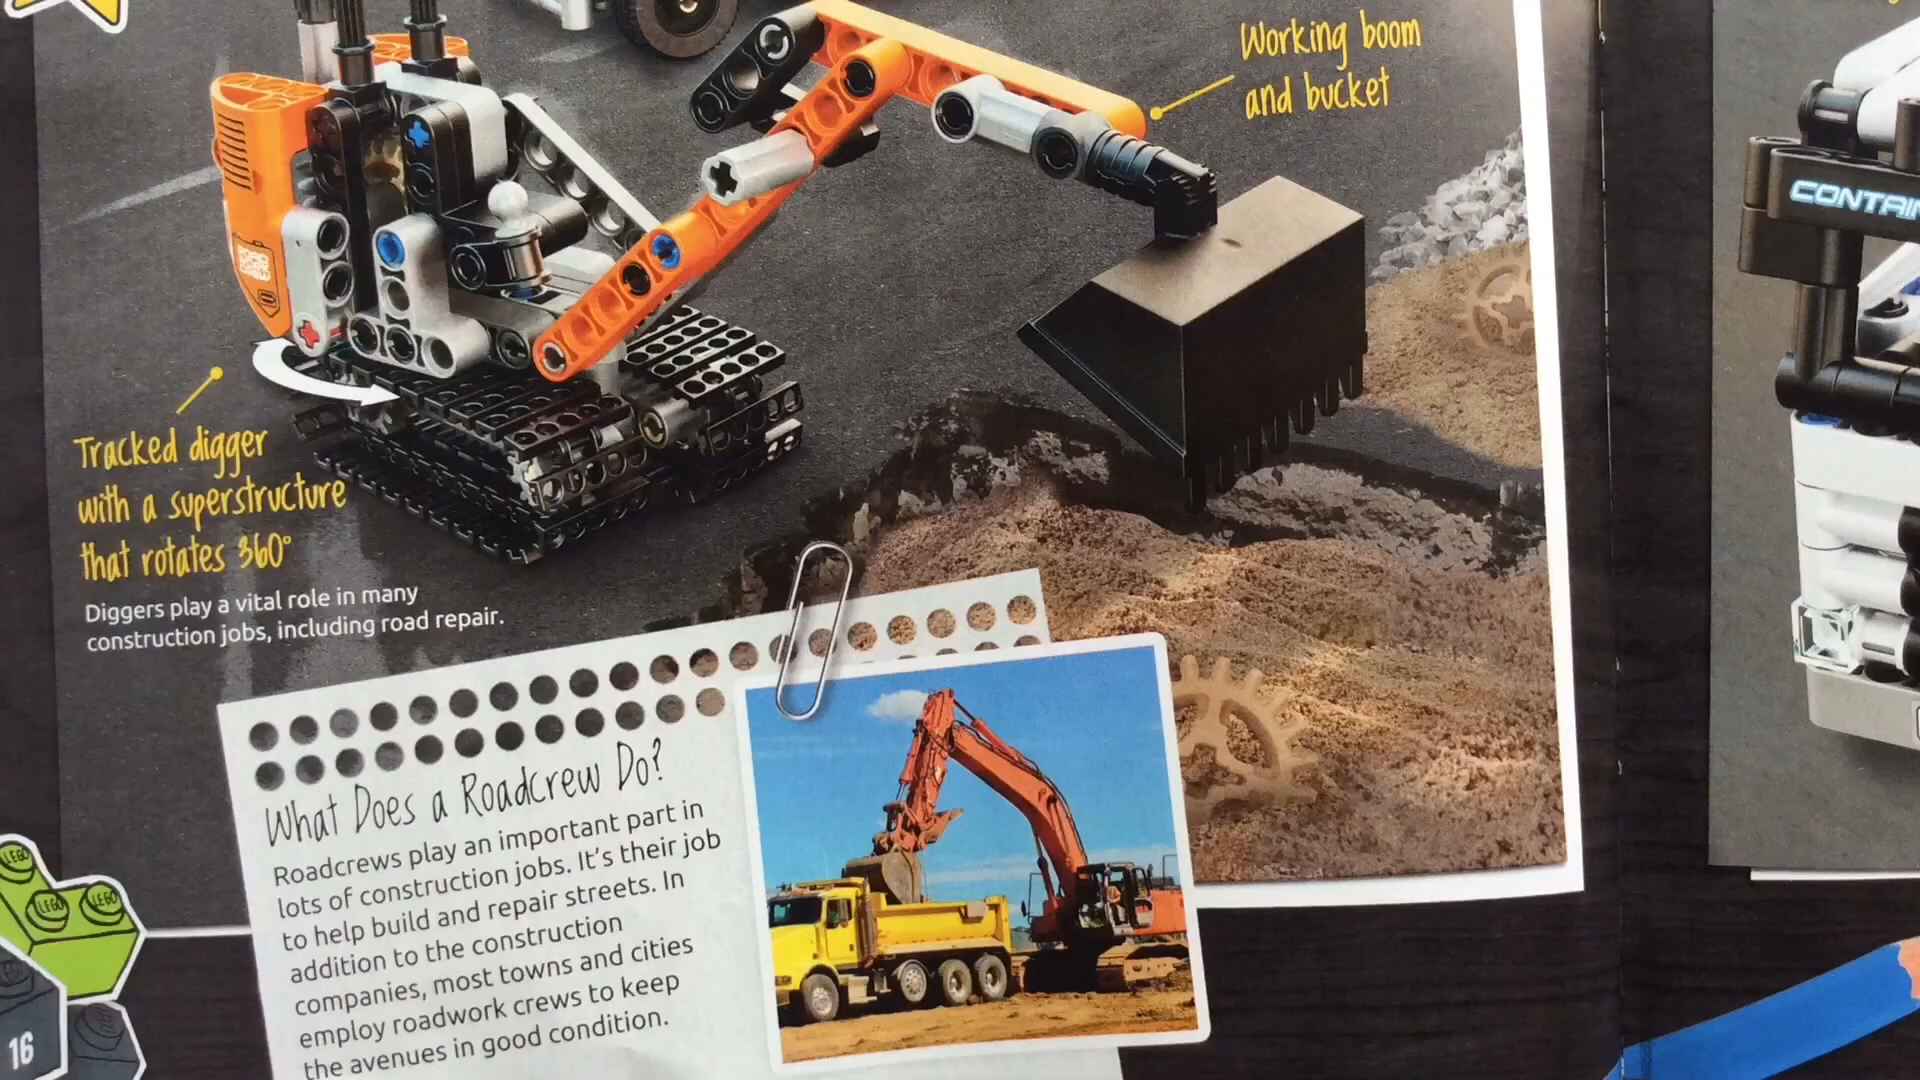 Working boom
and bucket
Tracked digger
with a superstructure
that rotates 360°
Diggers play a vital role in many
construction jobs, including road repair.
What Does a Roadcrew Do?
Roadcrews play an important part in
lots of construction jobs. It's their job
to help build and repair streets. In
addition to the construction
companies, most towns and cities
employ roadwork crews to keep
the avenues in good condition.
LEGO
LEGO
LEGO
16